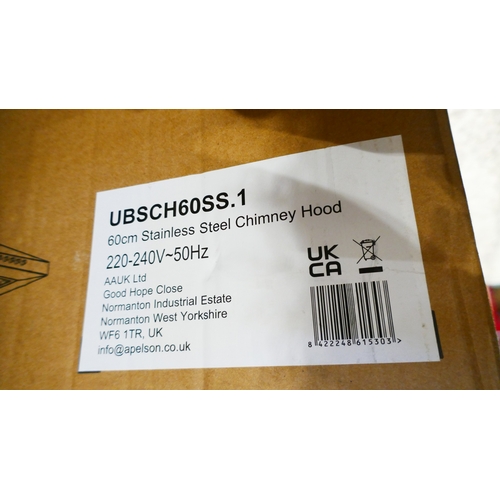 UBSCH60SS.1
60cm Stainless Steel Chimney Hood
220-240V~50Hz
AAUK Ltd
Good Hope Close
Normanton Industrial Estate
Normanton West Yorkshire
WF6 1TR, UK
info@apelson.co.uk
UK
CA
8 422248 615303 >